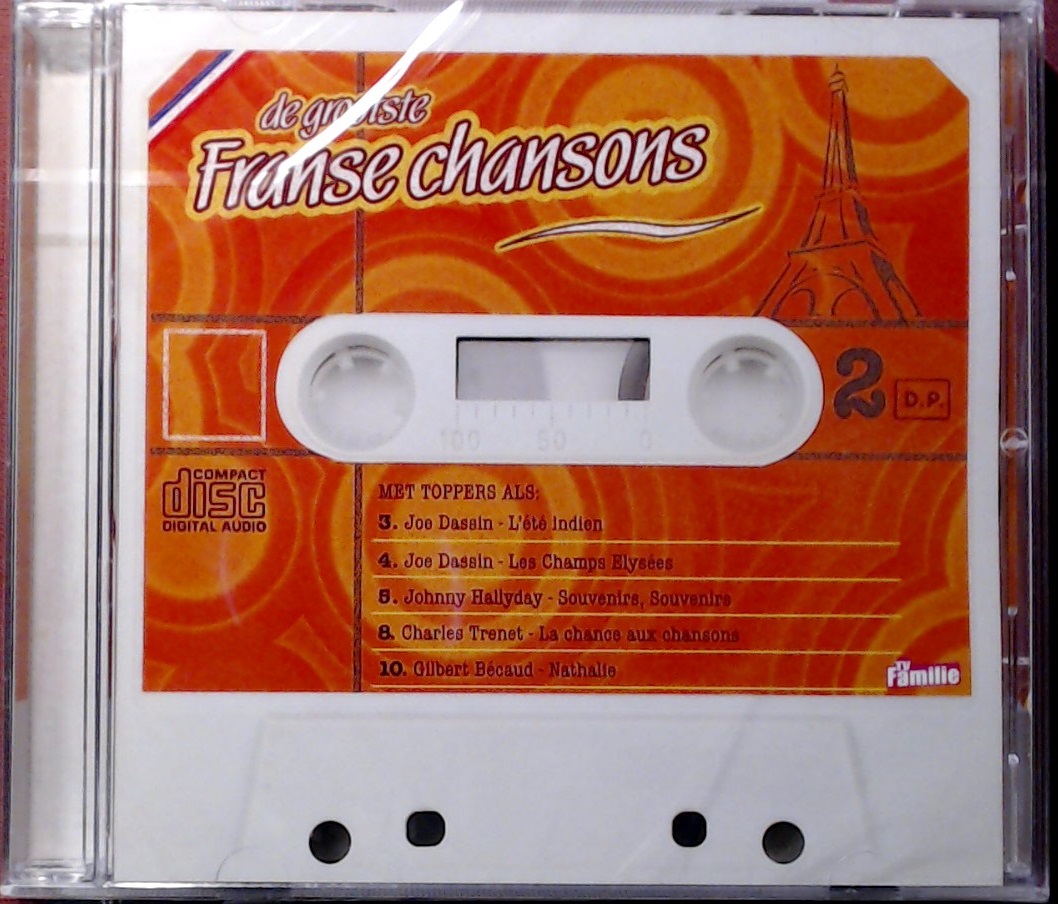 de grootste
Franse chansons
100 50 0
2 D.P.
COMPACT
disc
DIGITAL AUDIO
MET TOPPERS ALS:
3. Joe Dassin - L'été indien
4. Joe Dassin - Les Champs Elysées
5. Johnny Hallyday - Souvenirs, Souvenirs
8. Charles Trenet - La chance aux chansons
10. Gilbert Bécaud - Nathalie
TV
Familie